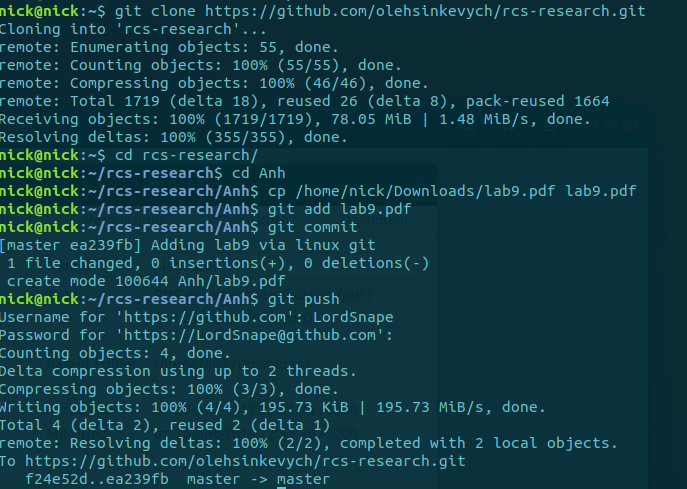 nick@nick:~$ git clone https://github.com/olehsinkevych/rcs-research.git
Cloning into 'rcs-research'...
remote: Enumerating objects: 55, done.
remote: Counting objects: 100% (55/55), done.
remote: Compressing objects: 100% (46/46), done.
remote: Total 1719 (delta 18), reused 26 (delta 8), pack-reused 1664
Receiving objects: 100% (1719/1719), 78.05 MiB | 1.48 MiB/s, done.
Resolving deltas: 100% (355/355), done.
nick@nick:~$ cd rcs-research/
nick@nick:~/rcs-research$ cd Anh
nick@nick:~/rcs-research/Anh$ cp /home/nick/Downloads/lab9.pdf lab9.pdf
nick@nick:~/rcs-research/Anh$ git add lab9.pdf
nick@nick:~/rcs-research/Anh$ git commit
[master ea239fb] Adding lab9 via linux git
 1 file changed, 0 insertions(+), 0 deletions(-)
 create mode 100644 Anh/lab9.pdf
nick@nick:~/rcs-research/Anh$ git push
Username for 'https://github.com': LordSnape
Password for 'https://LordSnape@github.com':
Counting objects: 4, done.
Delta compression using up to 2 threads.
Compressing objects: 100% (3/3), done.
Writing objects: 100% (4/4), 195.73 KiB | 195.73 MiB/s, done.
Total 4 (delta 2), reused 2 (delta 1)
remote: Resolving deltas: 100% (2/2), completed with 2 local objects.
To https://github.com/olehsinkevych/rcs-research.git
   f24e52d..ea239fb  master -> master